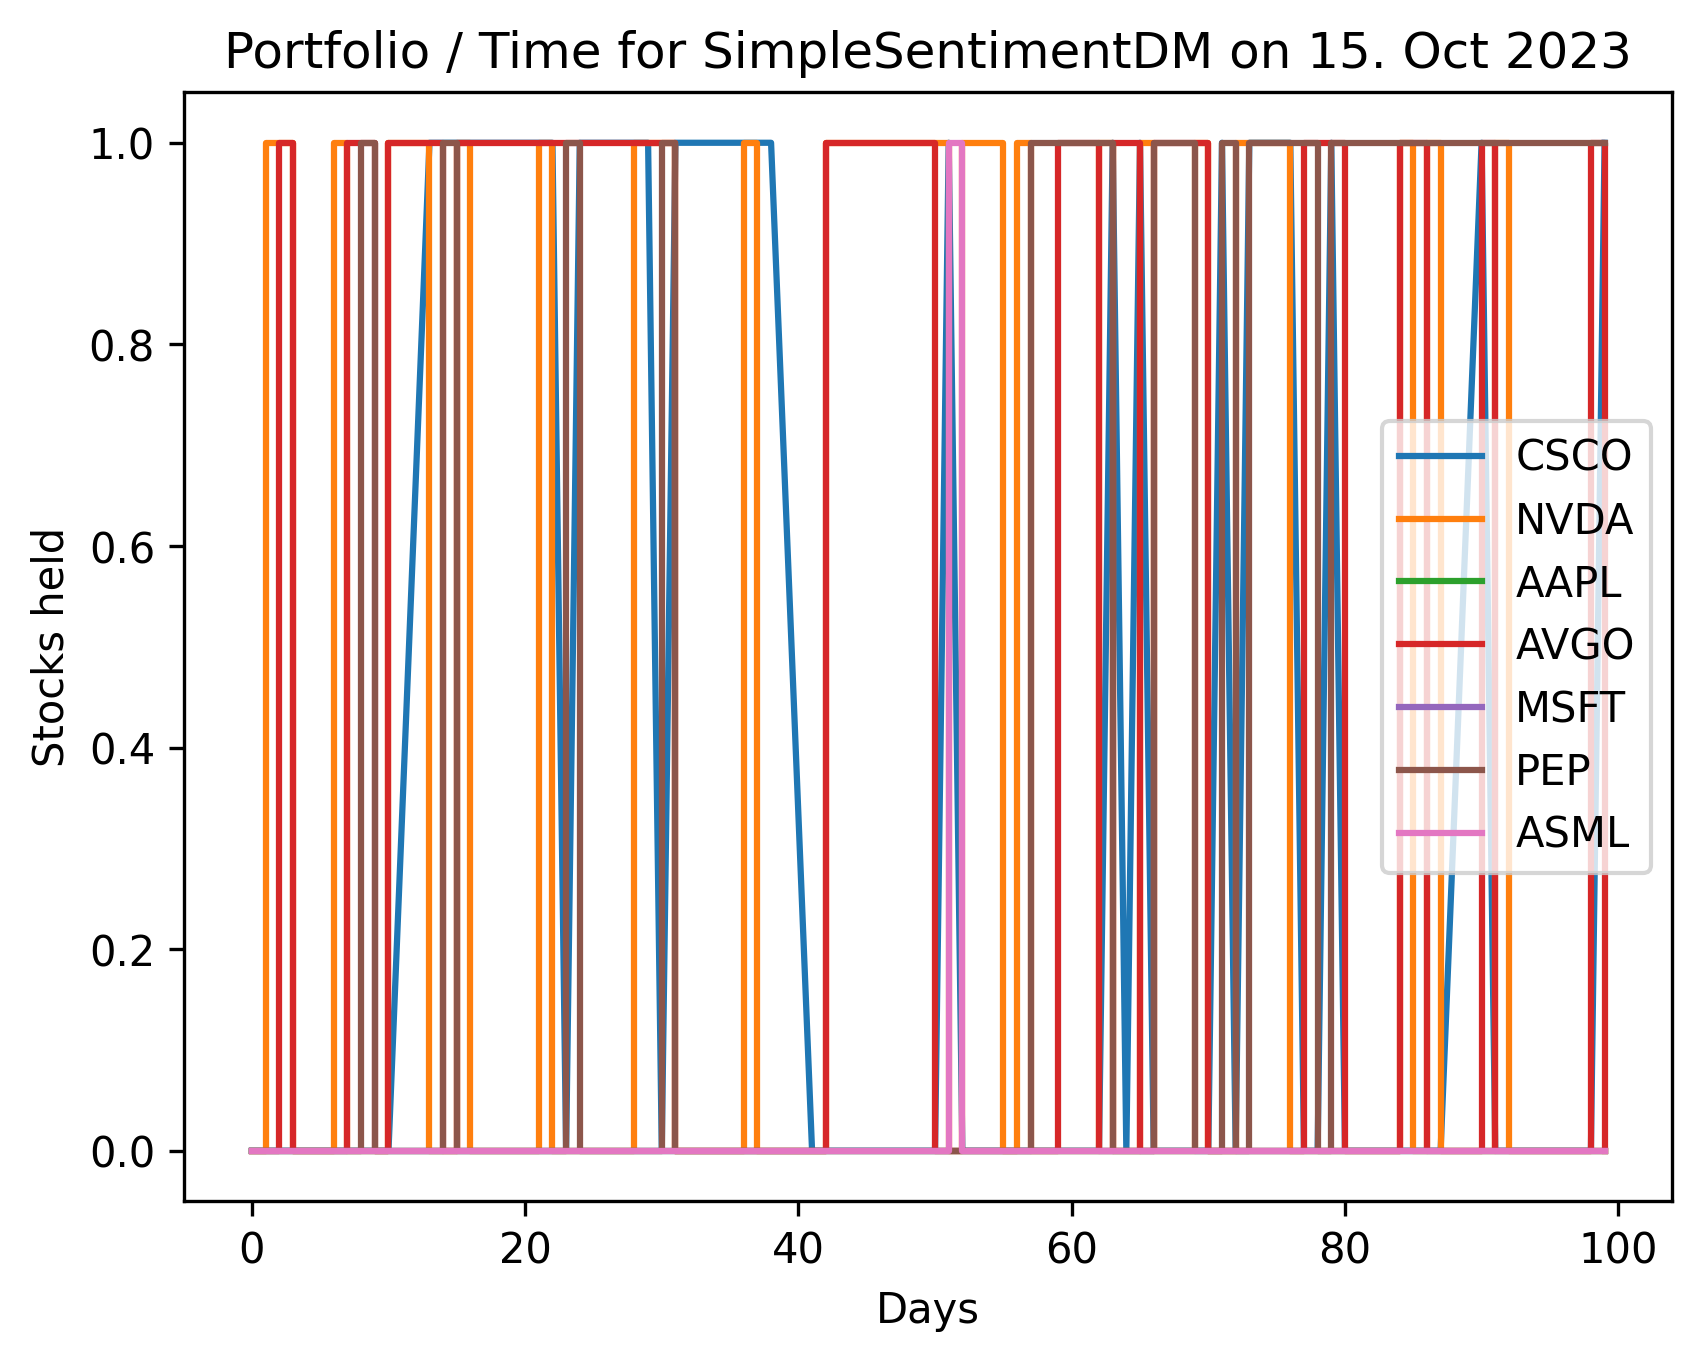 Portfolio / Time for SimpleSentimentDM on 15. Oct 2023
1.0
0.8
0.6
0.4
0.2
0.0
Stocks held
CSCO
NVDA
AAPL
AVGO
MSFT
PEP
ASML
0 20 40 60 80 100
Days